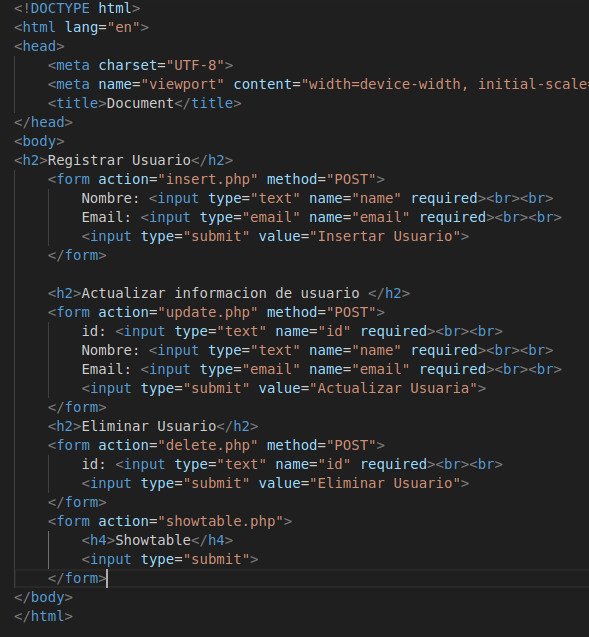 <!DOCTYPE html>
<html lang="en">
<head>
    <meta charset="UTF-8">
    <meta name="viewport" content="width=device-width, initial-scale=
    <title>Document</title>
</head>
<body>
<h2>Registrar Usuario</h2>
    <form action="insert.php" method="POST">
        Nombre: <input type="text" name="name" required><br><br>
        Email: <input type="email" name="email" required><br><br>
        <input type="submit" value="Insertar Usuario">
    </form>

    <h2>Actualizar informacion de usuario </h2>
    <form action="update.php" method="POST">
        id: <input type="text" name="id" required><br><br>
        Nombre: <input type="text" name="name" required><br><br>
        Email: <input type="email" name="email" required><br><br>
        <input type="submit" value="Actualizar Usuaria">
    </form>
    <h2>Eliminar Usuario</h2>
    <form action="delete.php" method="POST">
        id: <input type="text" name="id" required><br><br>
        <input type="submit" value="Eliminar Usuario">
    </form>
    <form action="showtable.php">
        <h4>Showtable</h4>
        <input type="submit">
    </form>
</body>
</html>